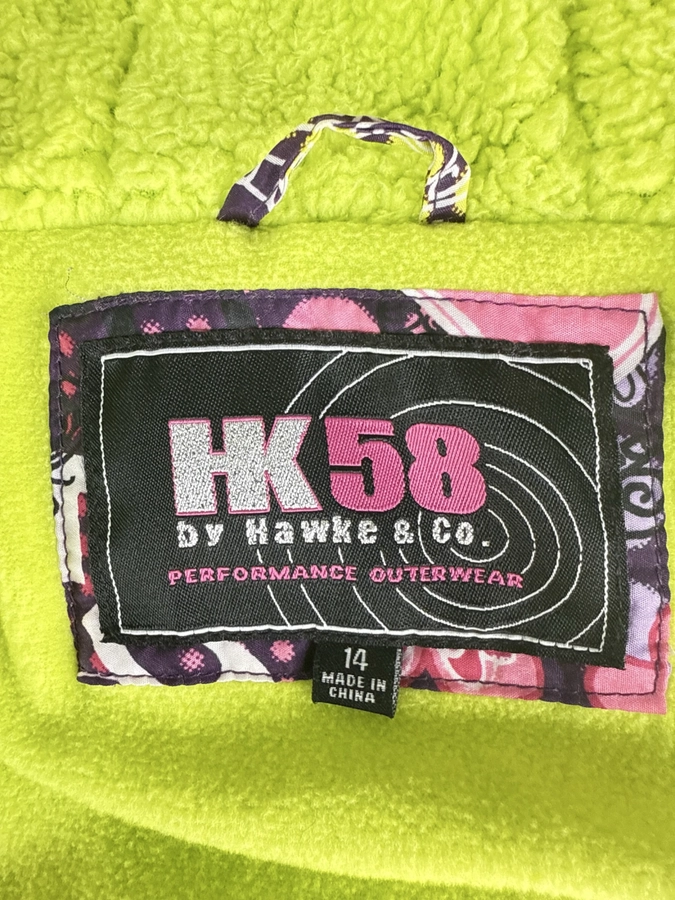 HK58
by Hawke & Co.
PERFORMANCE OUTERWEAR
14
MADE IN
CHINA